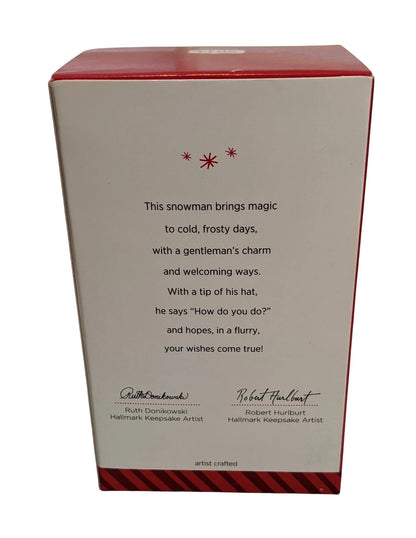 This snowman brings magic
to cold, frosty days,
with a gentleman's charm
and welcoming ways.
With a tip of his hat,
he says “How do you do?”
and hopes, in a flurry,
your wishes come true!
Ruth Donikowski
Robert Hurlburt
Ruth Donikowski
Hallmark Keepsake Artist
Robert Hurlburt
Hallmark Keepsake Artist
artist crafted